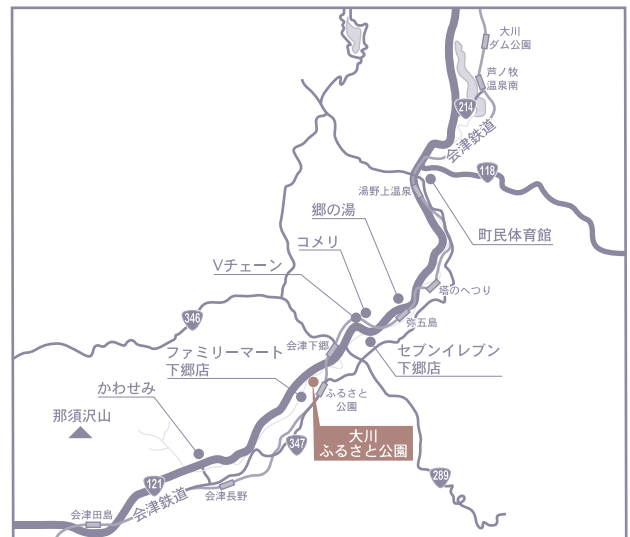 大川
ダム公園
芦ノ牧
温泉南
214
会津鉄道
118
湯野上温泉
郷の湯
町民体育館
コメリ
Vチェーン
塔のへつり
346
弥五島
会津下郷
ファミリーマート
下郷店
セブンイレブン
下郷店
かわせみ
ふるさと
公園
那須沢山
大川
ふるさと公園
347
289
121
会津鉄道
会津長野
会津田島